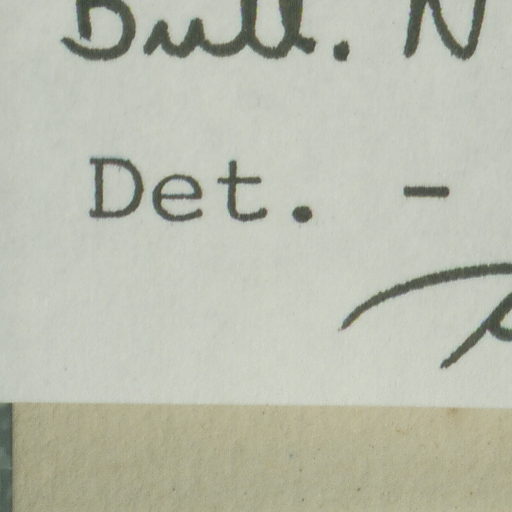 Bull. N
Det. -